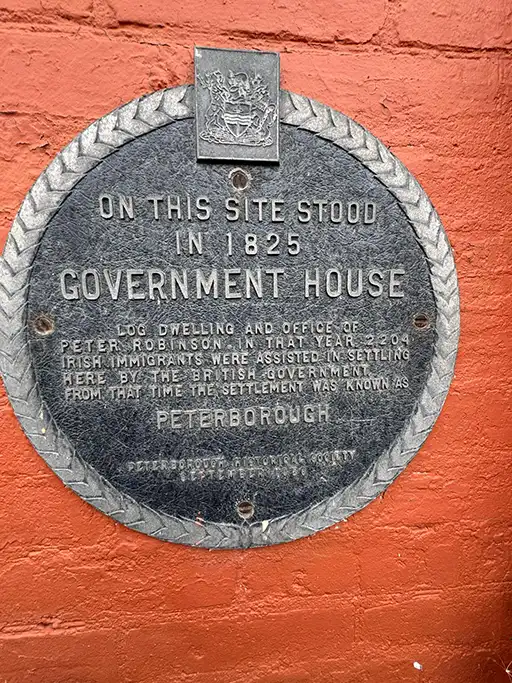 ON THIS SITE STOOD
IN 1825
GOVERNMENT HOUSE
LOG DWELLING AND OFFICE OF
PETER ROBINSON. IN THAT YEAR 2204
IRISH IMMIGRANTS WERE ASSISTED IN SETTLING
HERE BY THE BRITISH GOVERNMENT.
FROM THAT TIME THE SETTLEMENT WAS KNOWN AS
PETERBOROUGH
PETERBOROUGH HISTORICAL SOCIETY
SEPTEMBER